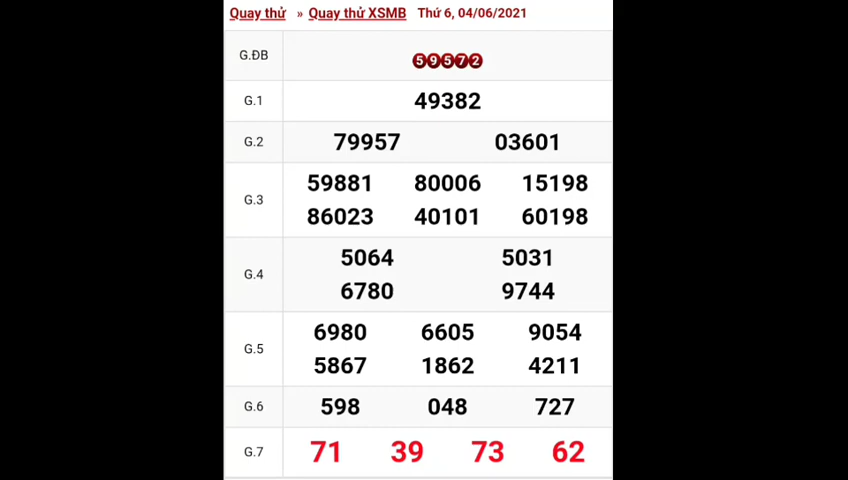 Quay thử » Quay thử XSMB Thứ 6, 04/06/2021
G.ĐB 59572
G.1 49382
G.2 79957 03601
G.3 59881 80006 15198
86023 40101 60198
G.4 5064 5031
6780 9744
G.5 6980 6605 9054
5867 1862 4211
G.6 598 048 727
G.7 71 39 73 62